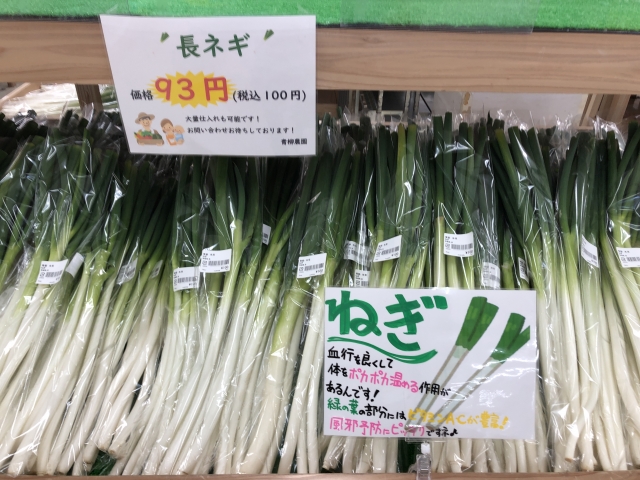 長ネギ
価格 93円(税込100円)
大量仕入れも可能です!
お問い合わせお待ちしております!
青柳農園
ねぎ
血行を良くして
体をポカポカ温める作用が
あるんです!
緑の葉の部分にはビタミンA・Cが豊富!
風邪予防にピッタリですネ♪